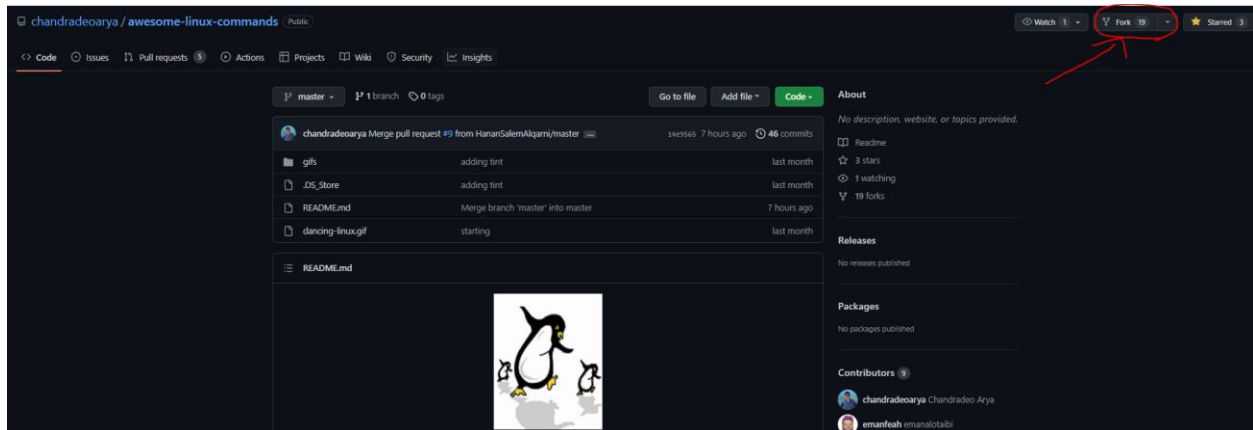 chandradeoarya / awesome-linux-commands Public
Watch 1 Fork 19 Starred 3
Code Issues Pull requests 5 Actions Projects Wiki Security Insights
master 1 branch 0 tags Go to file Add file Code
chandradeoarya Merge pull request #9 from HananSalemAlqarni/master ... 14e9565 7 hours ago 46 commits
gifs adding tint last month
.DS_Store adding tint last month
README.md Merge branch 'master' into master 7 hours ago
dancing-linux.gif starting last month
README.md
About
No description, website, or topics provided.
Readme
3 stars
1 watching
19 forks
Releases
No releases published
Packages
No packages published
Contributors 9
chandradeoarya Chandradeo Arya
emanfeah emanalotaibi